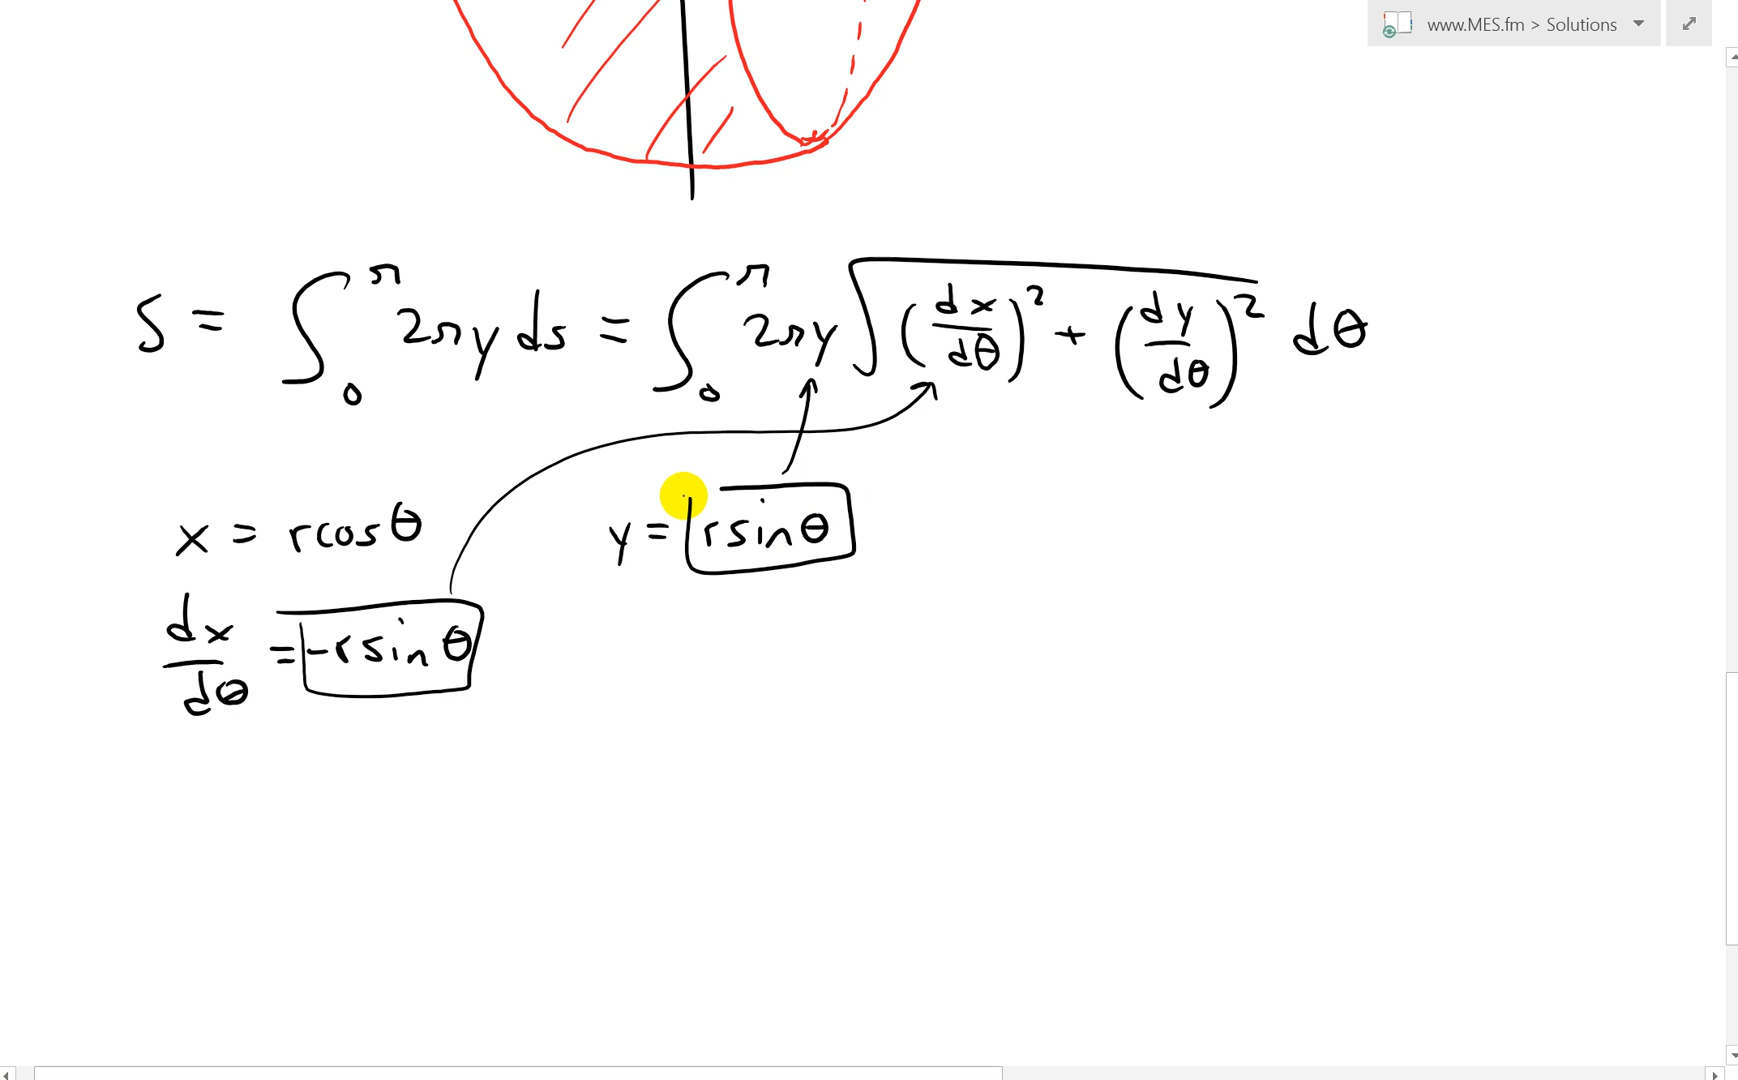 www.MES.fm > Solutions
S = ∫₀^π 2πy ds = ∫₀^π 2πy √((dx/dθ)² + (dy/dθ)²) dθ
x = rcosθ    y = rsinθ
dx/dθ = -rsinθ